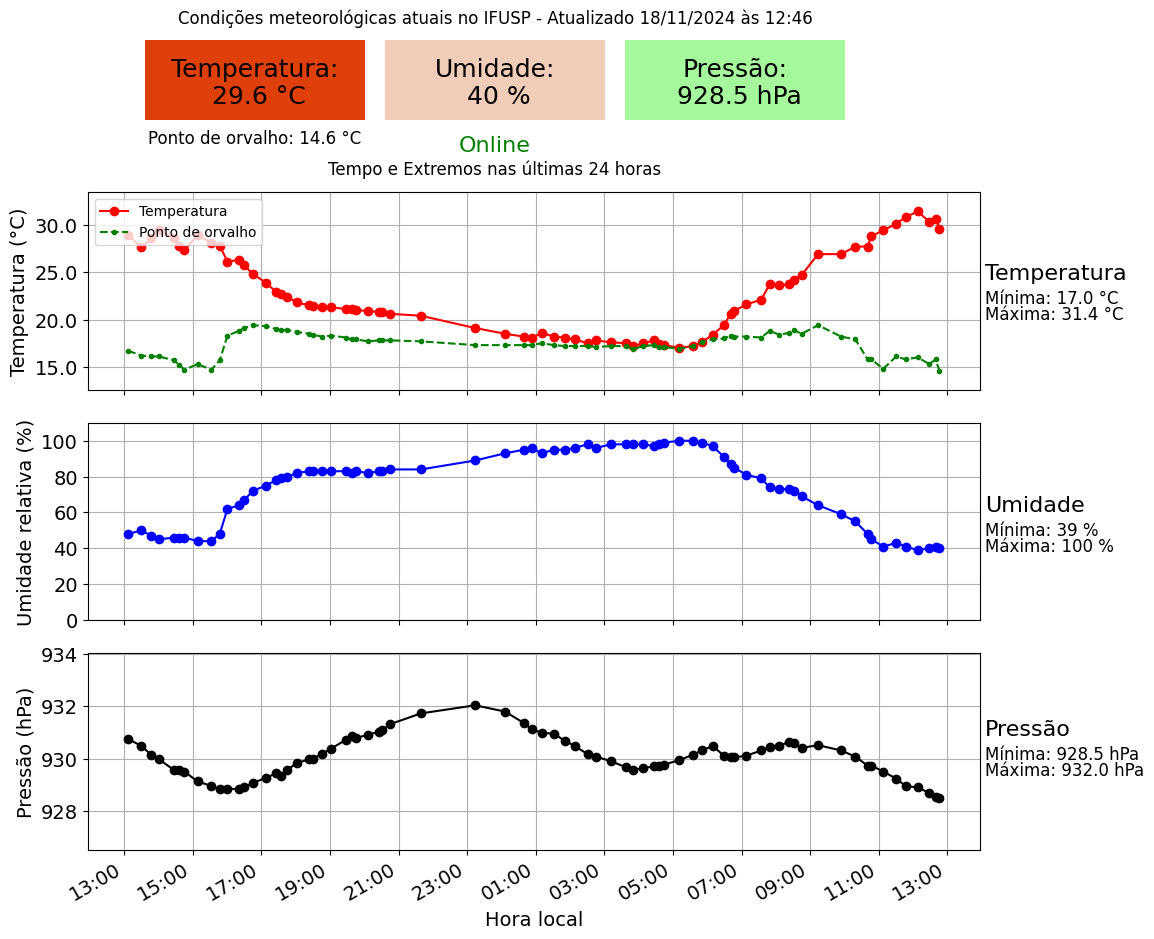 Condições meteorológicas atuais no IFUSP - Atualizado 18/11/2024 às 12:46
Temperatura:
29.6 °C
Umidade:
40 %
Pressão:
928.5 hPa
Ponto de orvalho: 14.6 °C
Online
Tempo e Extremos nas últimas 24 horas
Temperatura (°C)
30.0
25.0
20.0
15.0
Temperatura
Ponto de orvalho
Temperatura
Mínima: 17.0 °C
Máxima: 31.4 °C
Umidade relativa (%)
100
80
60
40
20
0
Umidade
Mínima: 39 %
Máxima: 100 %
Pressão (hPa)
934
932
930
928
Pressão
Mínima: 928.5 hPa
Máxima: 932.0 hPa
13:00
15:00
17:00
19:00
21:00
23:00
01:00
03:00
05:00
07:00
09:00
11:00
13:00
Hora local